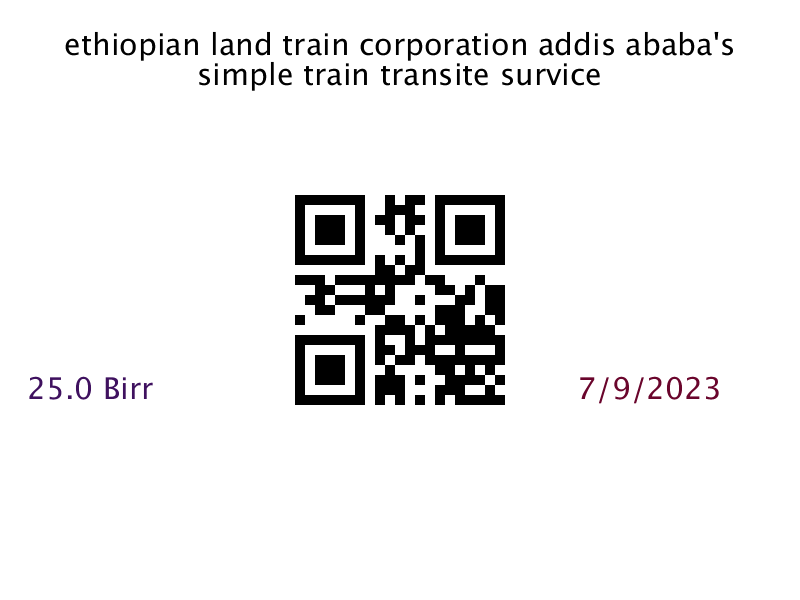 ethiopian land train corporation addis ababa's
simple train transite survice
25.0 Birr
7/9/2023